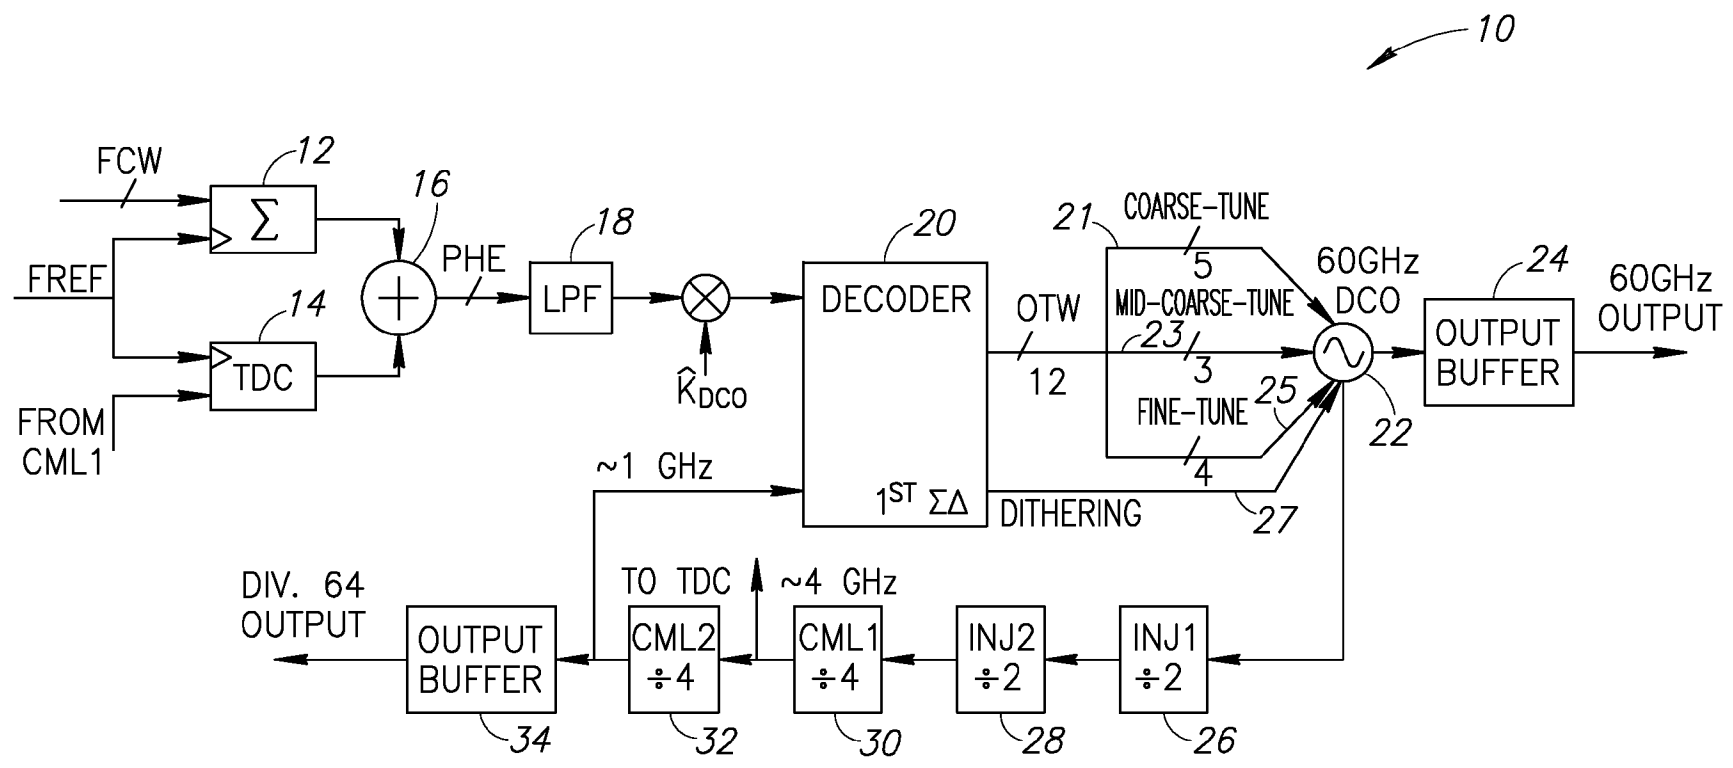 10
FCW
12
Σ
16
FREF
14
TDC
FROM
CML1
+
PHE
18
LPF
K̂DCO
20
DECODER
1ST ΣΔ
~1 GHz
OTW
12
21
COARSE-TUNE
5
MID-COARSE-TUNE
23
3
FINE-TUNE
25
4
DITHERING
27
60GHz
DCO
22
24
OUTPUT
BUFFER
60GHz
OUTPUT
DIV. 64
OUTPUT
OUTPUT
BUFFER
34
TO TDC
CML2
÷4
32
~4 GHz
CML1
÷4
30
INJ2
÷2
28
INJ1
÷2
26